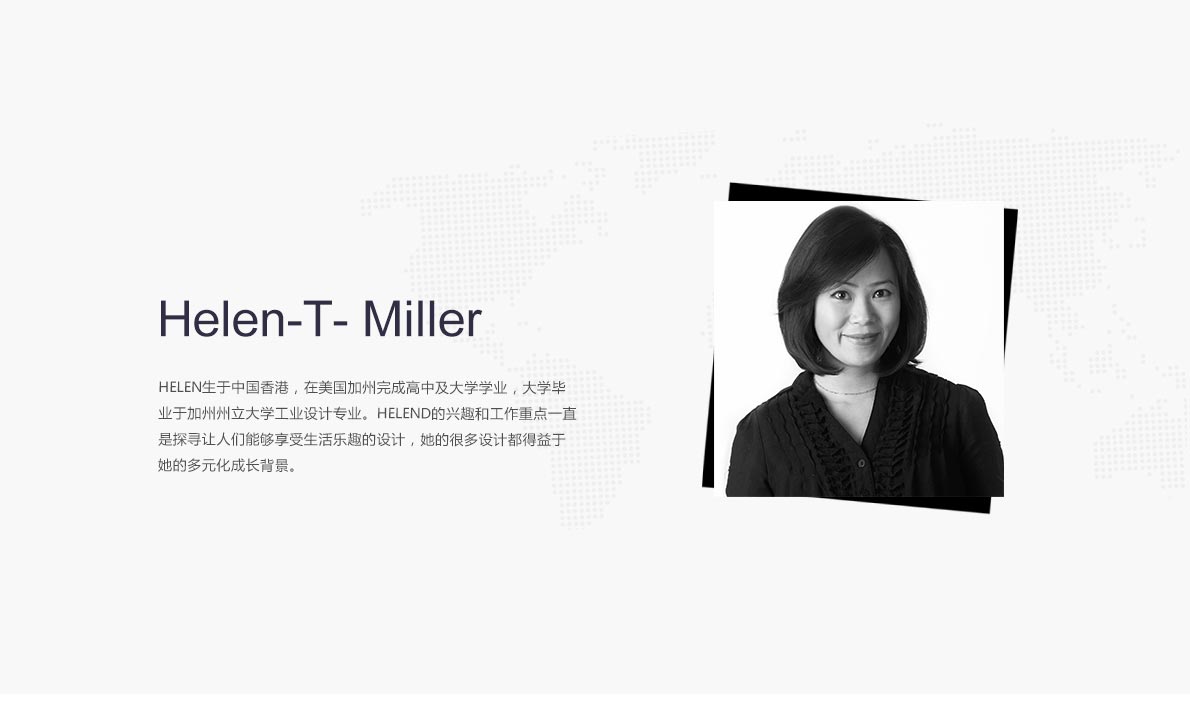 Helen-T- Miller
HELEN生于中国香港，在美国加州完成高中及大学学业，大学毕
业于加州州立大学工业设计专业。HELEND的兴趣和工作重点一直
是探寻让人们能够享受生活乐趣的设计，她的很多设计都得益于
她的多元化成长背景。